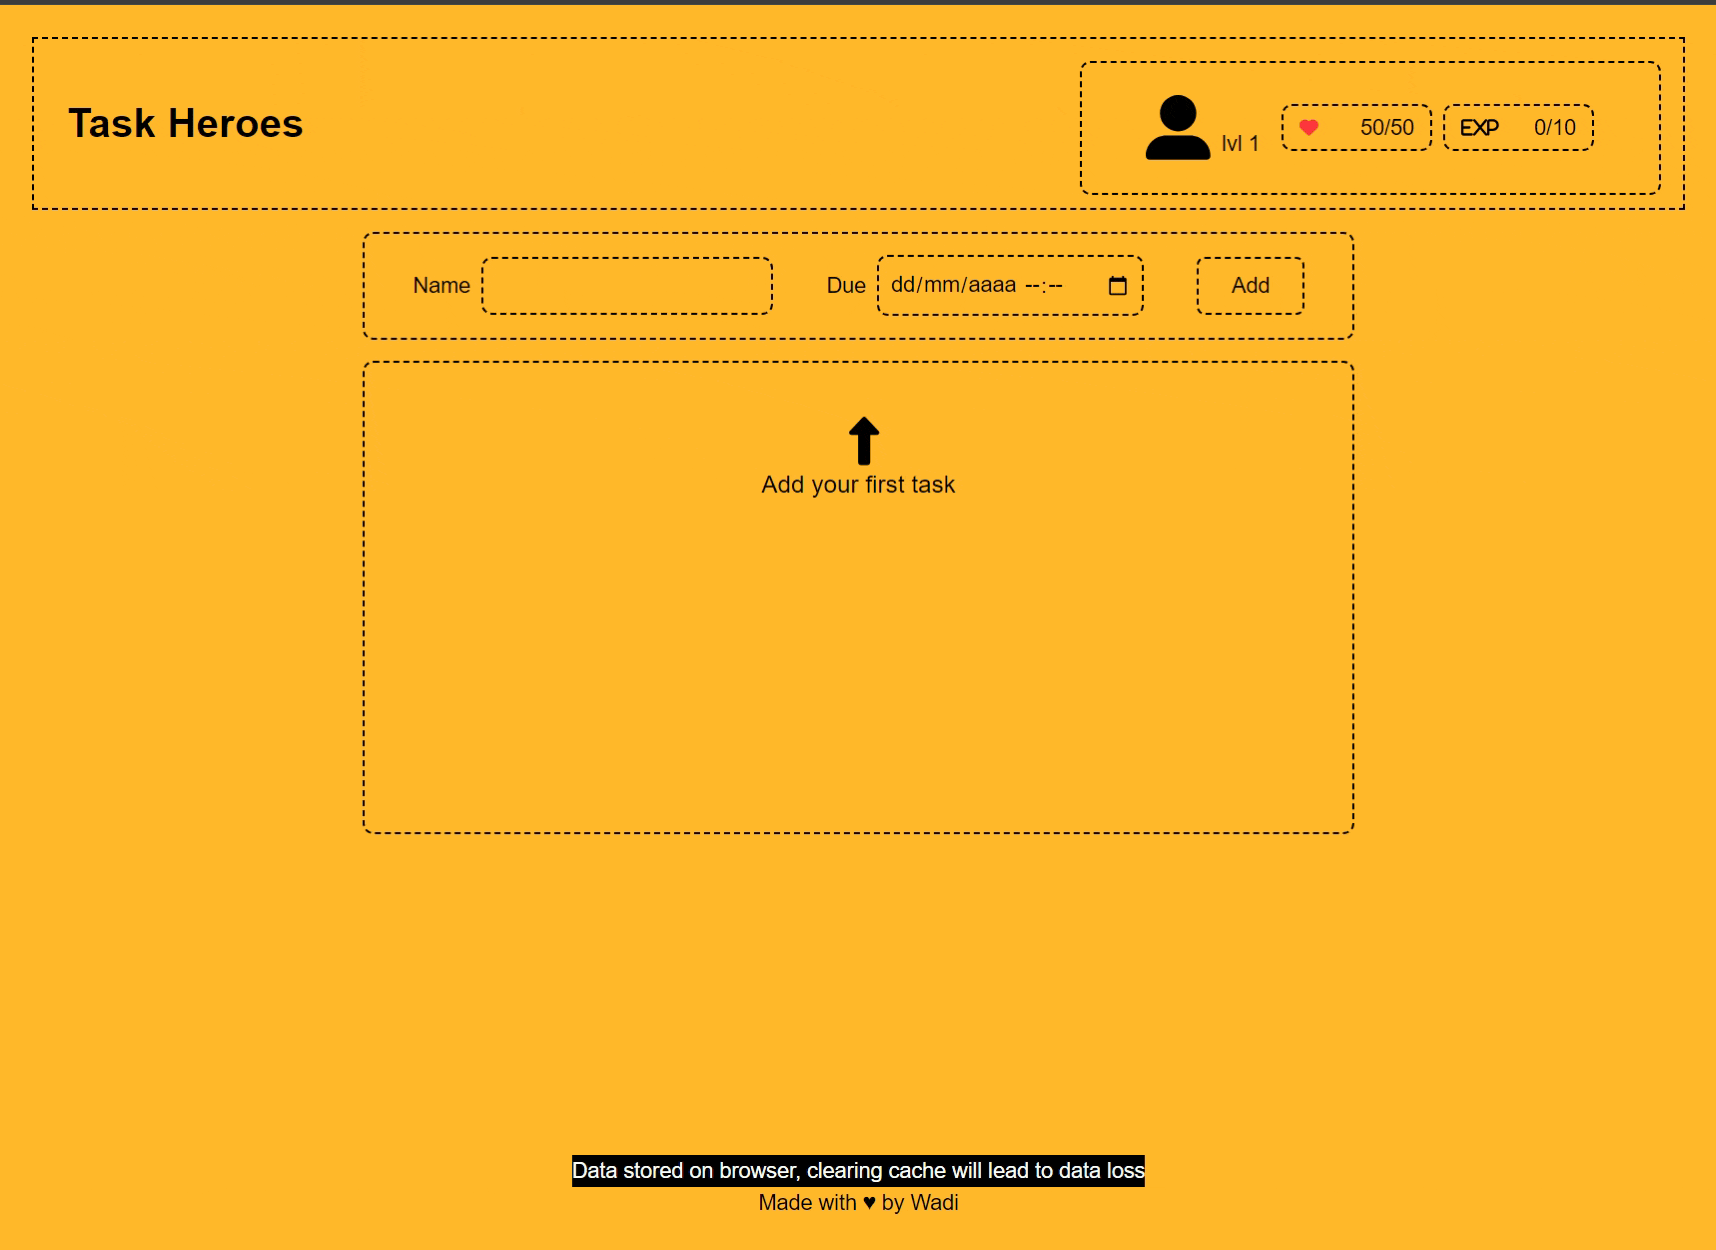 Task Heroes
lvl 1
50/50
EXP 0/10
Name
Due dd/mm/aaaa --:--
Add
Add your first task
Data stored on browser, clearing cache will lead to data loss
Made with ♥ by Wadi